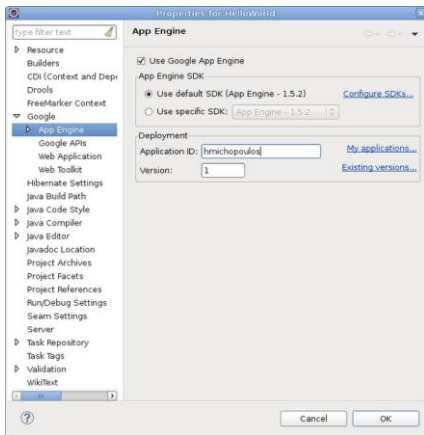 Properties for HelloWorld
type filter text
Resource
Builders
CDI (Context and Depe
Drools
FreeMarker Context
Google
App Engine
Google APIs
Web Application
Web Toolkit
Hibernate Settings
Java Build Path
Java Code Style
Java Compiler
Java Editor
Javadoc Location
Project Archives
Project Facets
Project References
Run/Debug Settings
Seam Settings
Server
Task Repository
Task Tags
Validation
WikiText
App Engine
Use Google App Engine
App Engine SDK
Use default SDK (App Engine - 1.5.2) Configure SDKs...
Use specific SDK: App Engine - 1.5.2
Deployment
Application ID: hmichopoulos My applications...
Version: 1 Existing versions...
Cancel OK